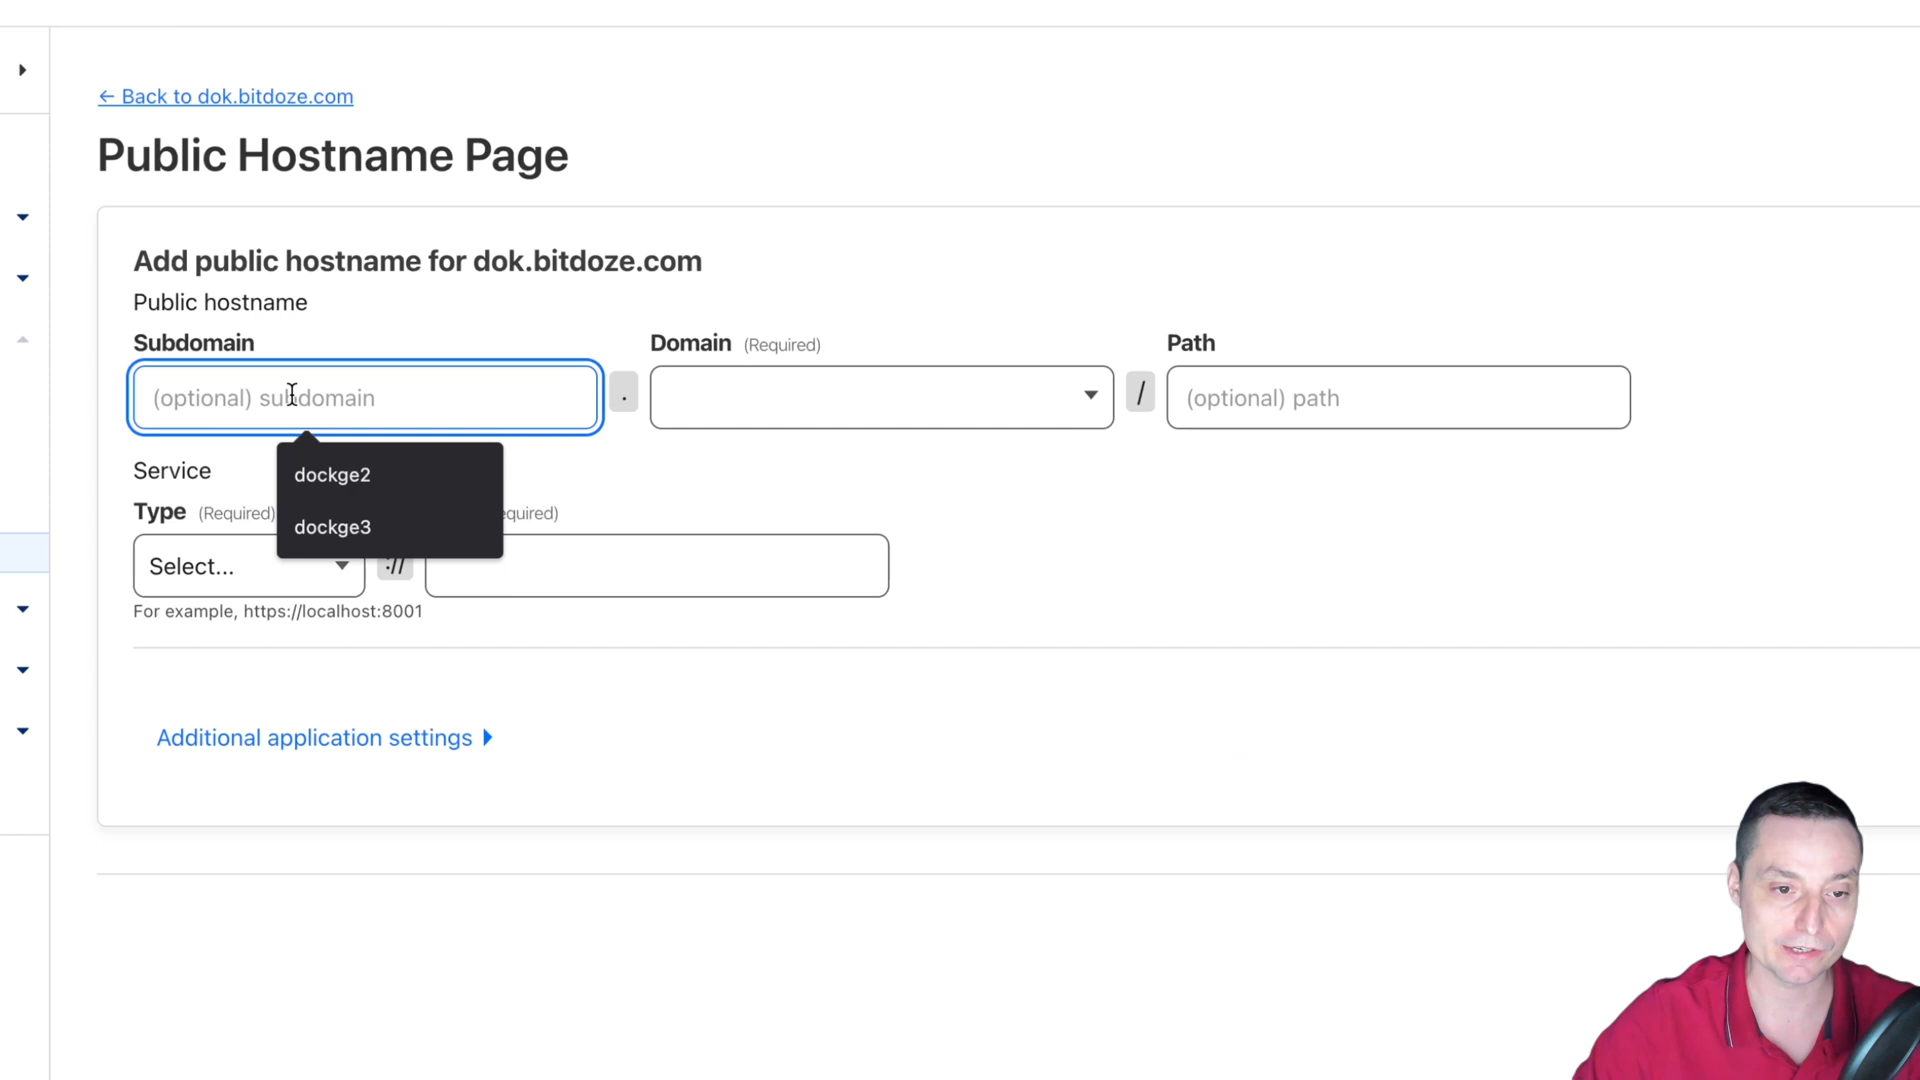 ← Back to dok.bitdoze.com
Public Hostname Page
Add public hostname for dok.bitdoze.com
Public hostname
Subdomain
Domain (Required)
Path
(optional) subdomain
.
/
(optional) path
dockge2
dockge3
Service
Type (Required)
equired)
Select...
://
For example, https://localhost:8001
Additional application settings